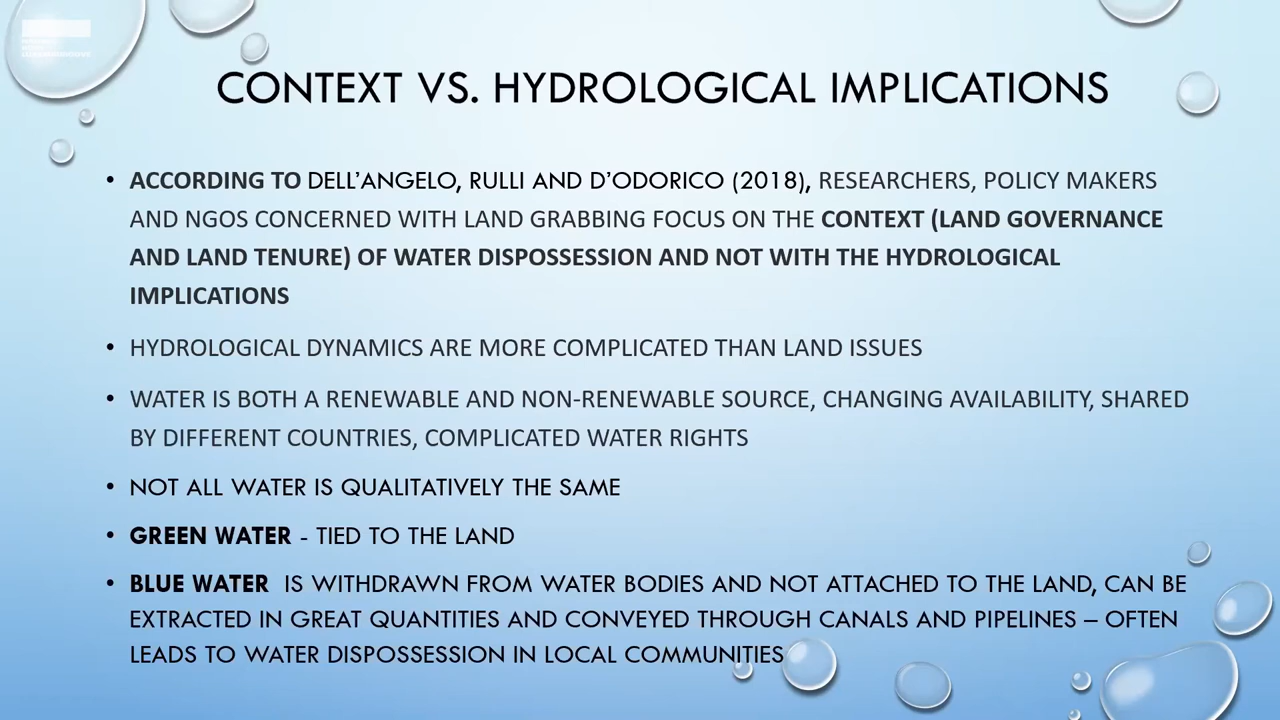 CONTEXT VS. HYDROLOGICAL IMPLICATIONS
• ACCORDING TO DELL'ANGELO, RULLI AND D'ODORICO (2018), RESEARCHERS, POLICY MAKERS
AND NGOS CONCERNED WITH LAND GRABBING FOCUS ON THE CONTEXT (LAND GOVERNANCE
AND LAND TENURE) OF WATER DISPOSSESSION AND NOT WITH THE HYDROLOGICAL
IMPLICATIONS
• HYDROLOGICAL DYNAMICS ARE MORE COMPLICATED THAN LAND ISSUES
• WATER IS BOTH A RENEWABLE AND NON-RENEWABLE SOURCE, CHANGING AVAILABILITY, SHARED
BY DIFFERENT COUNTRIES, COMPLICATED WATER RIGHTS
• NOT ALL WATER IS QUALITATIVELY THE SAME
• GREEN WATER - TIED TO THE LAND
• BLUE WATER IS WITHDRAWN FROM WATER BODIES AND NOT ATTACHED TO THE LAND, CAN BE
EXTRACTED IN GREAT QUANTITIES AND CONVEYED THROUGH CANALS AND PIPELINES – OFTEN
LEADS TO WATER DISPOSSESSION IN LOCAL COMMUNITIES